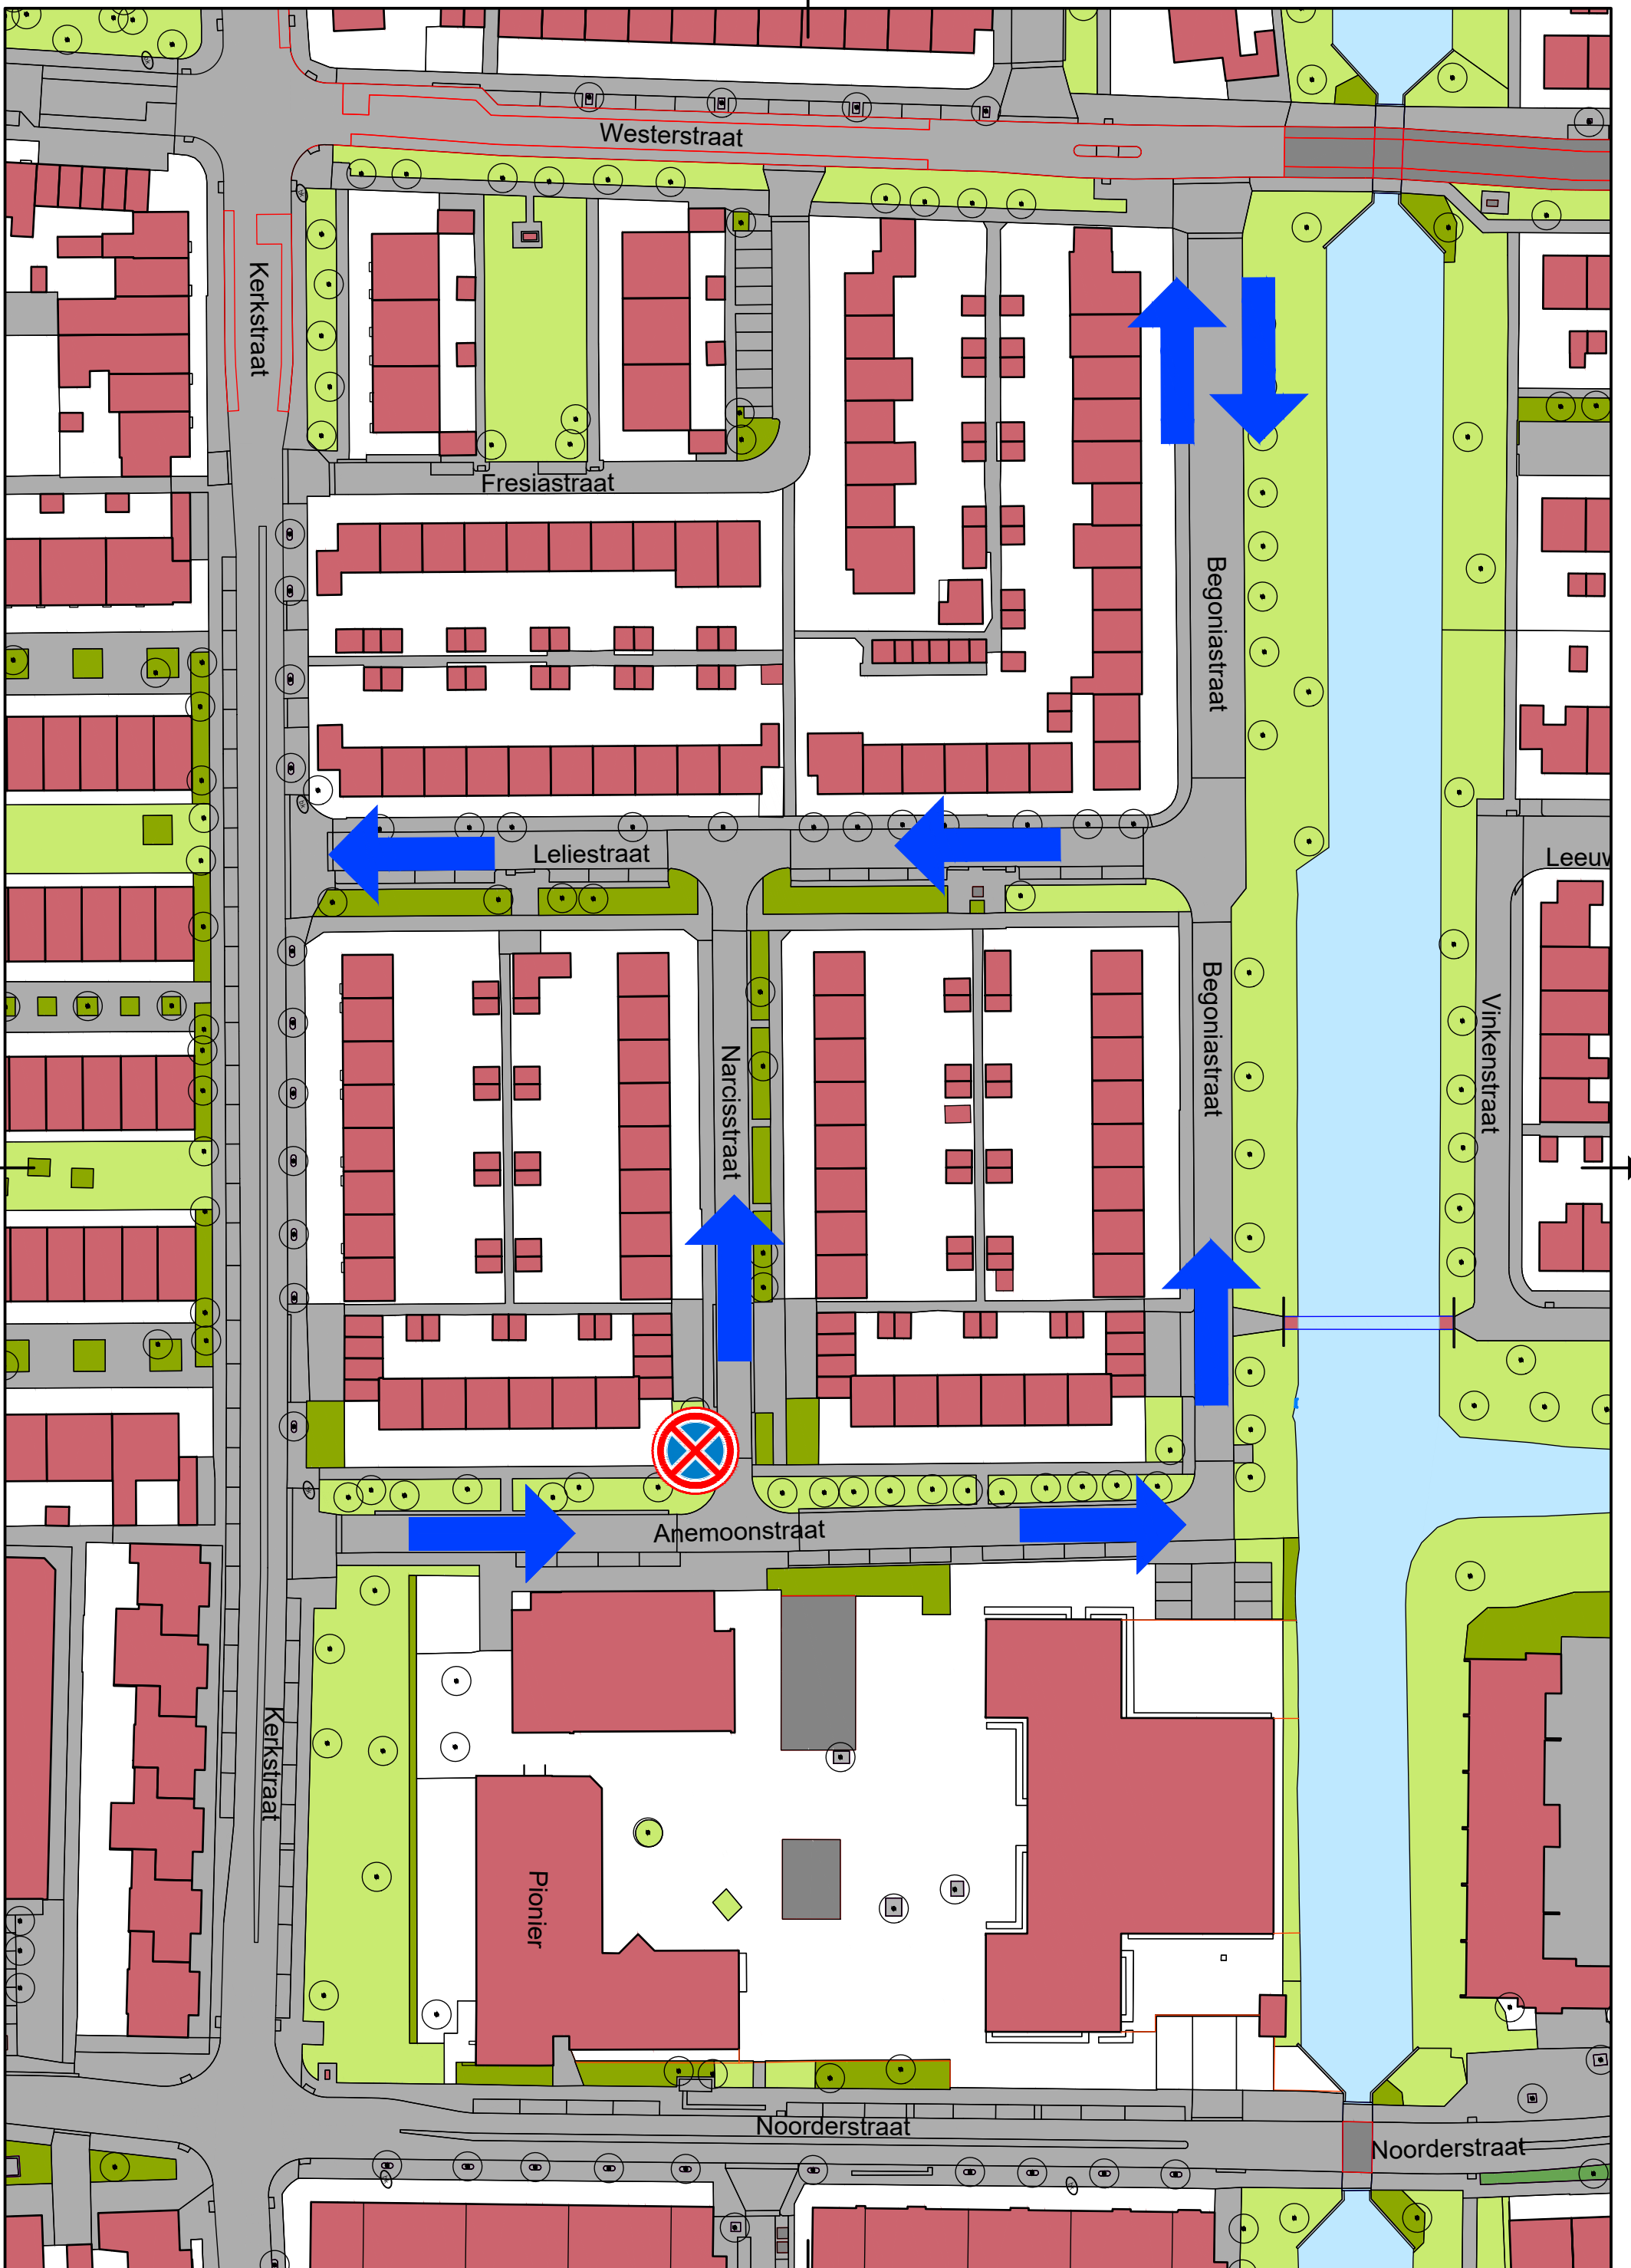 Westerstraat
Kerkstraat
Fresiastraat
Begoniastraat
Leliestraat
Leeuw
Begoniastraat
Vinkenstraat
Narcisstraat
Anemoonstraat
Kerkstraat
Pionier
Noorderstraat
Noorderstraat